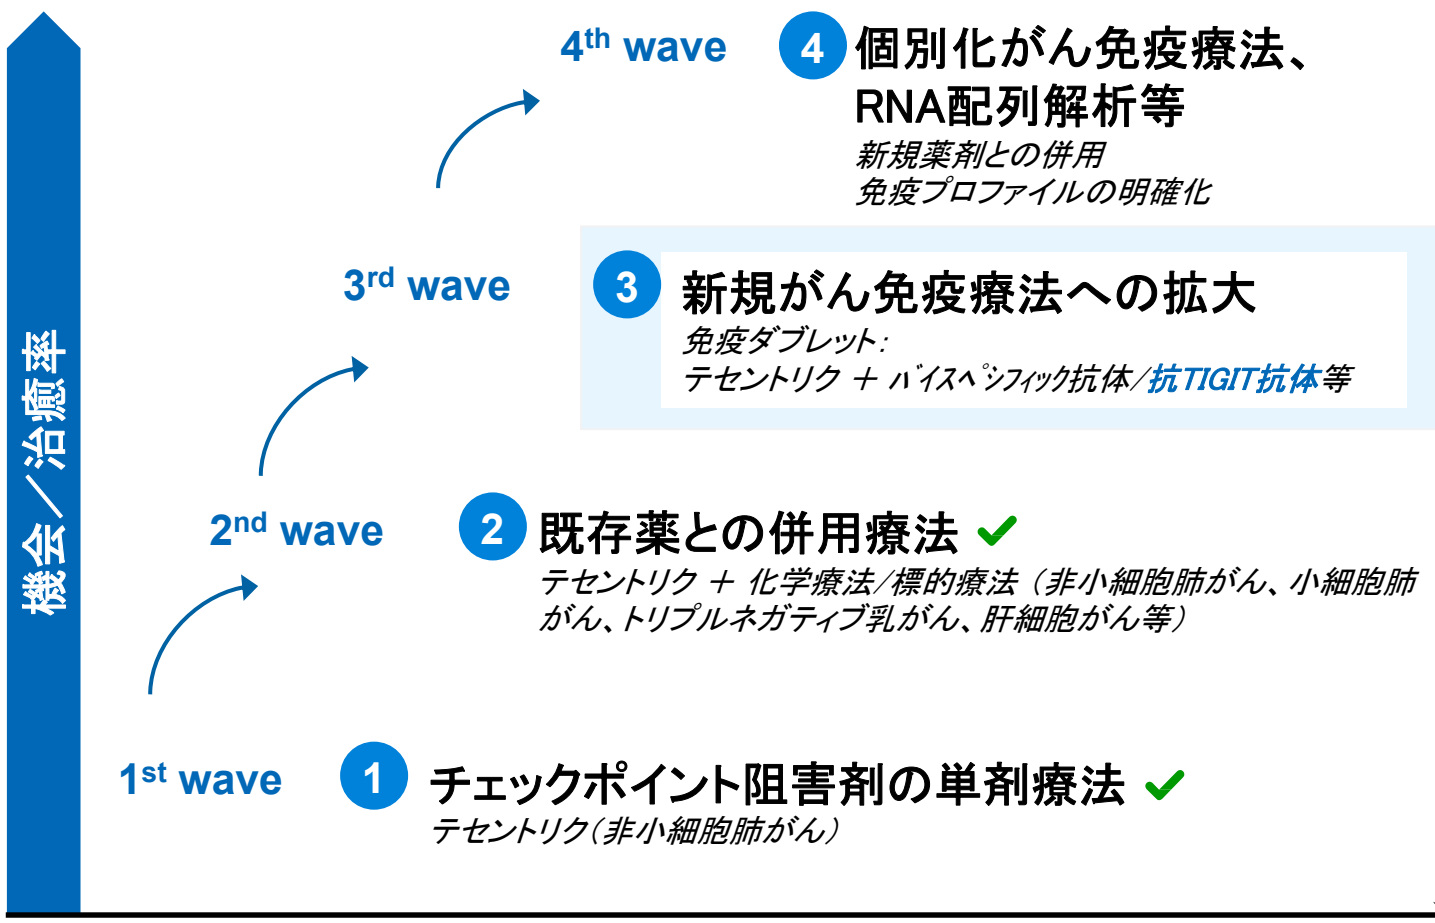 4th wave
4
個別化がん免疫療法、
RNA配列解析等
新規薬剤との併用
免疫プロファイルの明確化
3rd wave
3
新規がん免疫療法への拡大
免疫ダブレット:
テセントリク + バイスペシフィック抗体/抗TIGIT抗体等
機会/治癒率
2nd wave
2
既存薬との併用療法 ✔
テセントリク + 化学療法/標的療法 (非小細胞肺がん、小細胞肺
がん、トリプルネガティブ乳がん、肝細胞がん等)
1st wave
1
チェックポイント阻害剤の単剤療法 ✔
テセントリク(非小細胞肺がん)